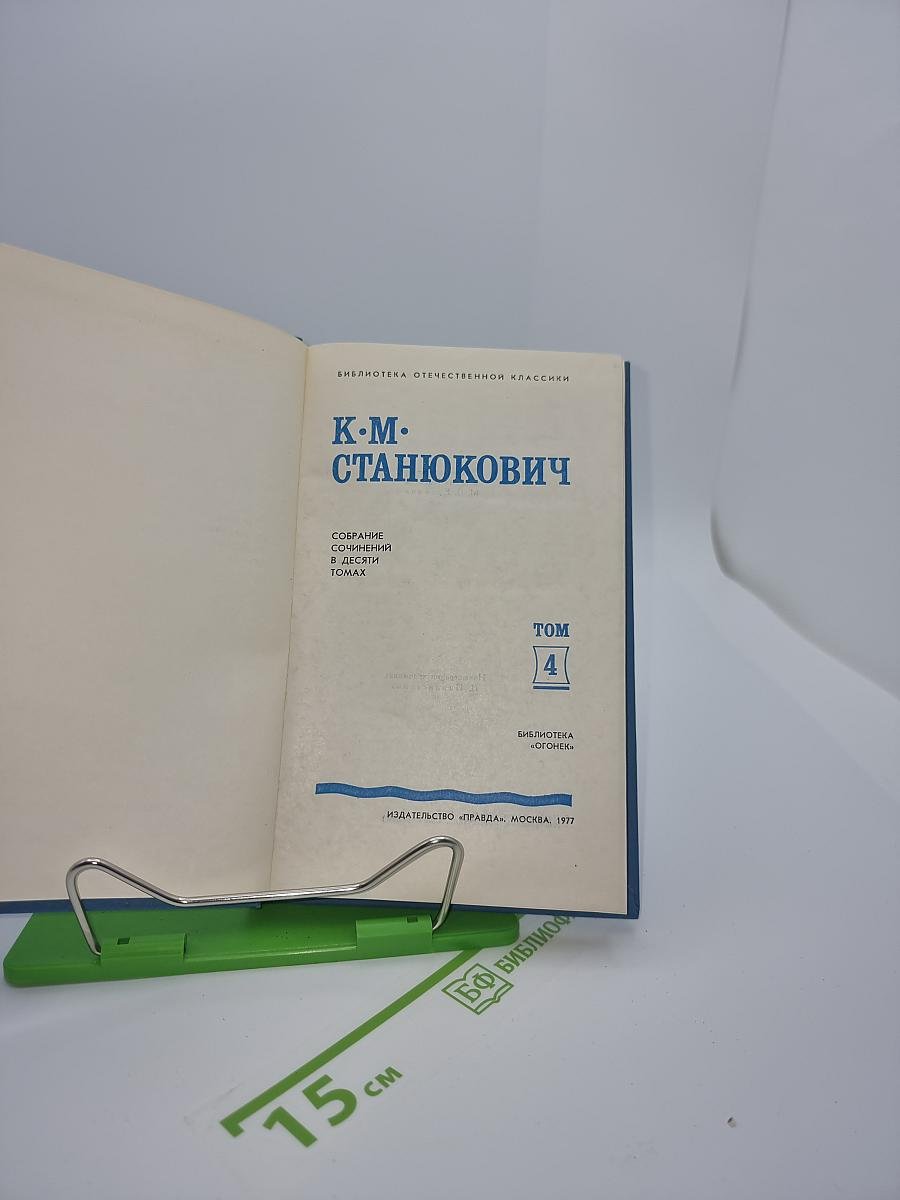 БИБЛИОТЕКА ОТЕЧЕСТВЕННОЙ КЛАССИКИ
К·М·
СТАНЮКОВИЧ
СОБРАНИЕ
СОЧИНЕНИЙ
В ДЕСЯТИ
ТОМАХ
ТОМ
4
БИБЛИОТЕКА
«ОГОНЕК»
ИЗДАТЕЛЬСТВО «ПРАВДА». МОСКВА. 1977
БФ
15 см